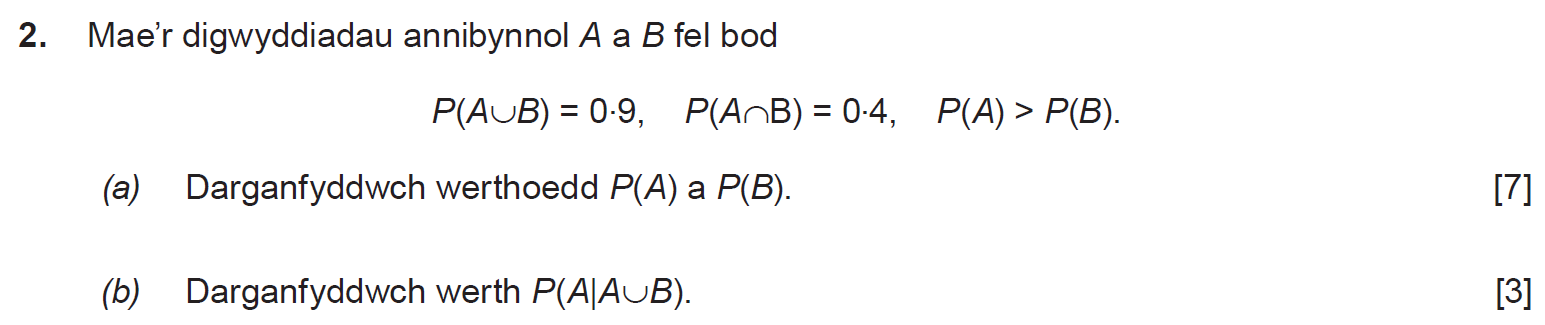 2. Mae'r digwyddiadau annibynnol A a B fel bod
P(A∪B) = 0·9, P(A∩B) = 0·4, P(A) > P(B).
(a) Darganfyddwch werthoedd P(A) a P(B). [7]
(b) Darganfyddwch werth P(A|A∪B). [3]